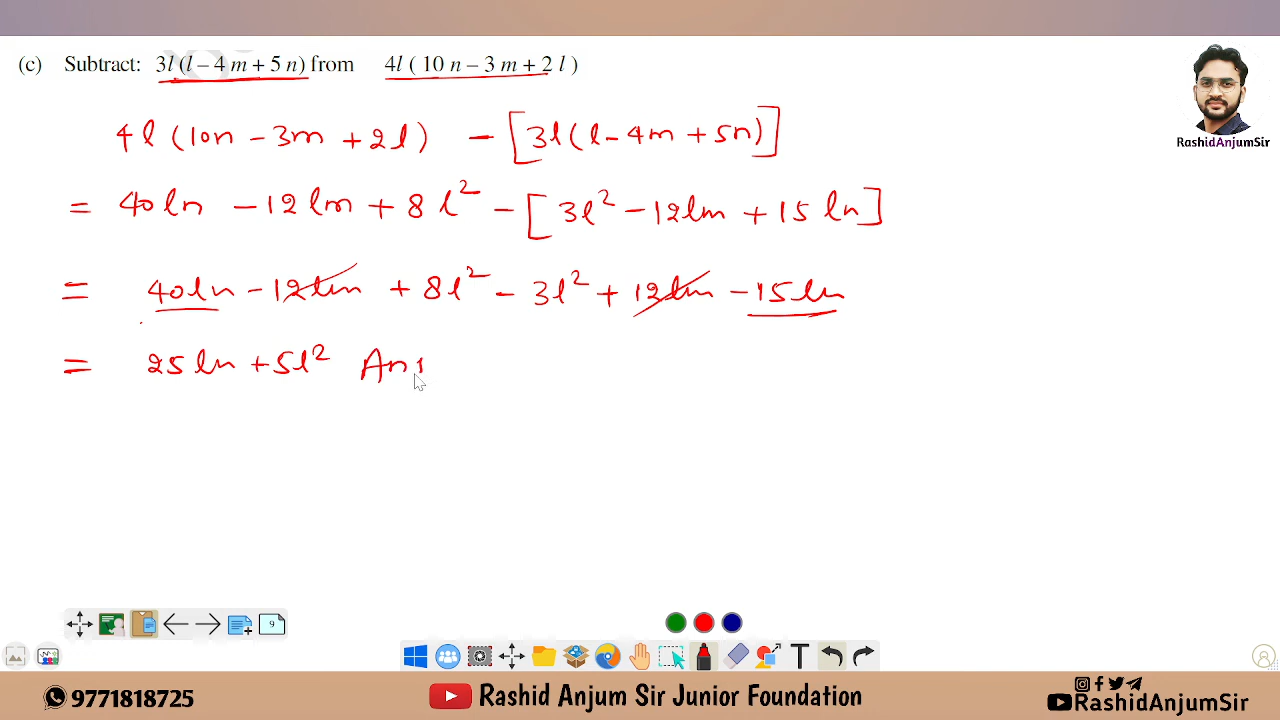 (c) Subtract: 3l (l – 4 m + 5 n) from 4l ( 10 n – 3 m + 2 l )
RashidAnjumSir
4l (10n - 3m + 2l) - [3l(l - 4m + 5n)]
= 40ln - 12lm + 8l² - [3l² - 12lm + 15ln]
= 40ln - 12lm + 8l² - 3l² + 12lm - 15ln
= 25ln + 5l² Ans
9
T
9771818725
Rashid Anjum Sir Junior Foundation
RashidAnjumSir